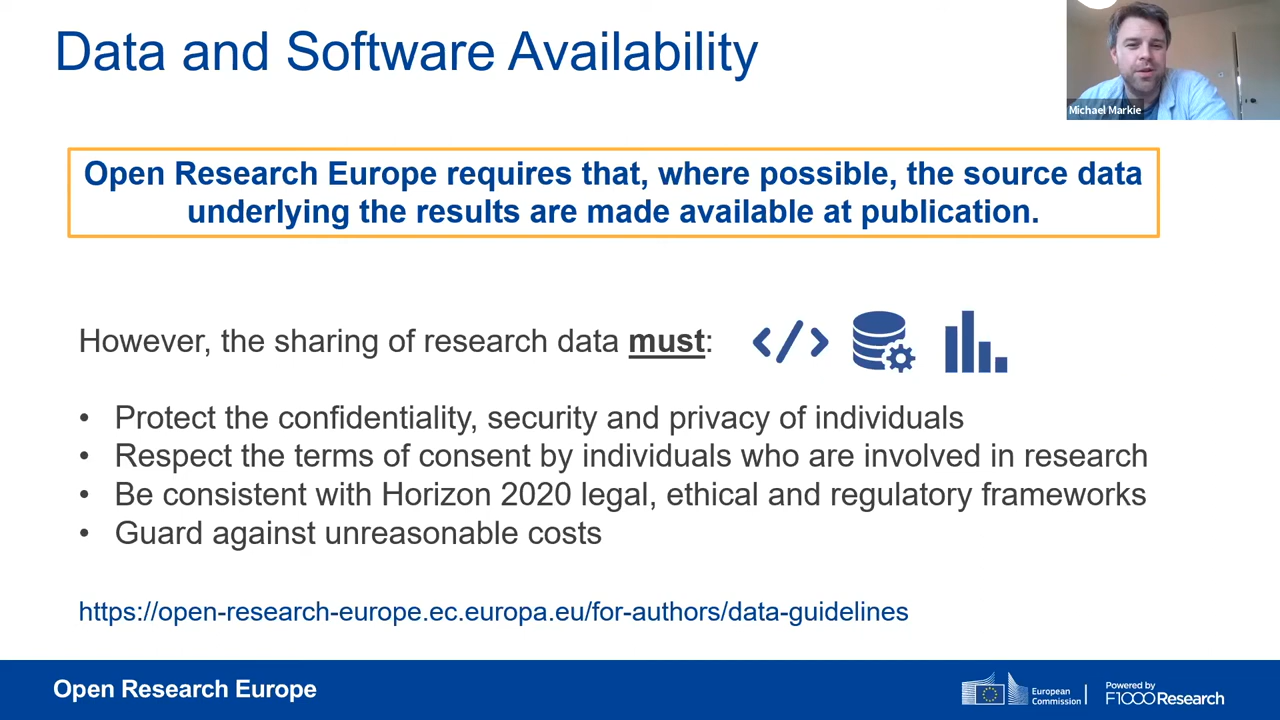 Data and Software Availability
Michael Markie
Open Research Europe requires that, where possible, the source data
underlying the results are made available at publication.
However, the sharing of research data must:
• Protect the confidentiality, security and privacy of individuals
• Respect the terms of consent by individuals who are involved in research
• Be consistent with Horizon 2020 legal, ethical and regulatory frameworks
• Guard against unreasonable costs
https://open-research-europe.ec.europa.eu/for-authors/data-guidelines
Open Research Europe
European
Commission
Powered by
F1000Research